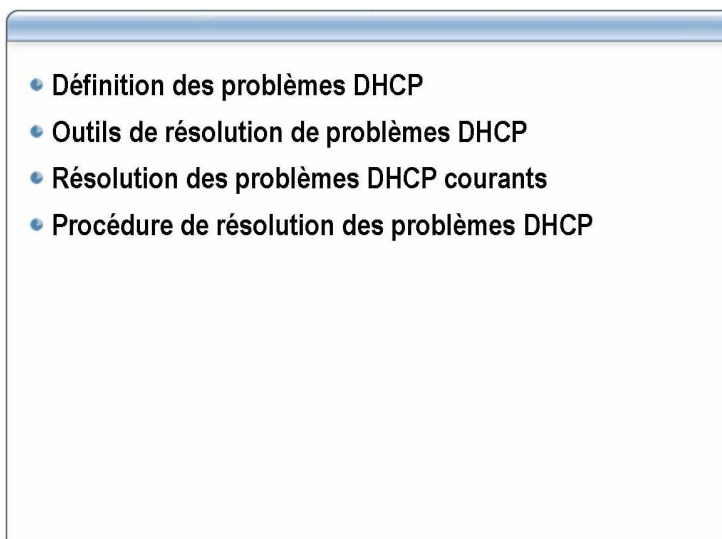 Définition des problèmes DHCP
Outils de résolution de problèmes DHCP
Résolution des problèmes DHCP courants
Procédure de résolution des problèmes DHCP